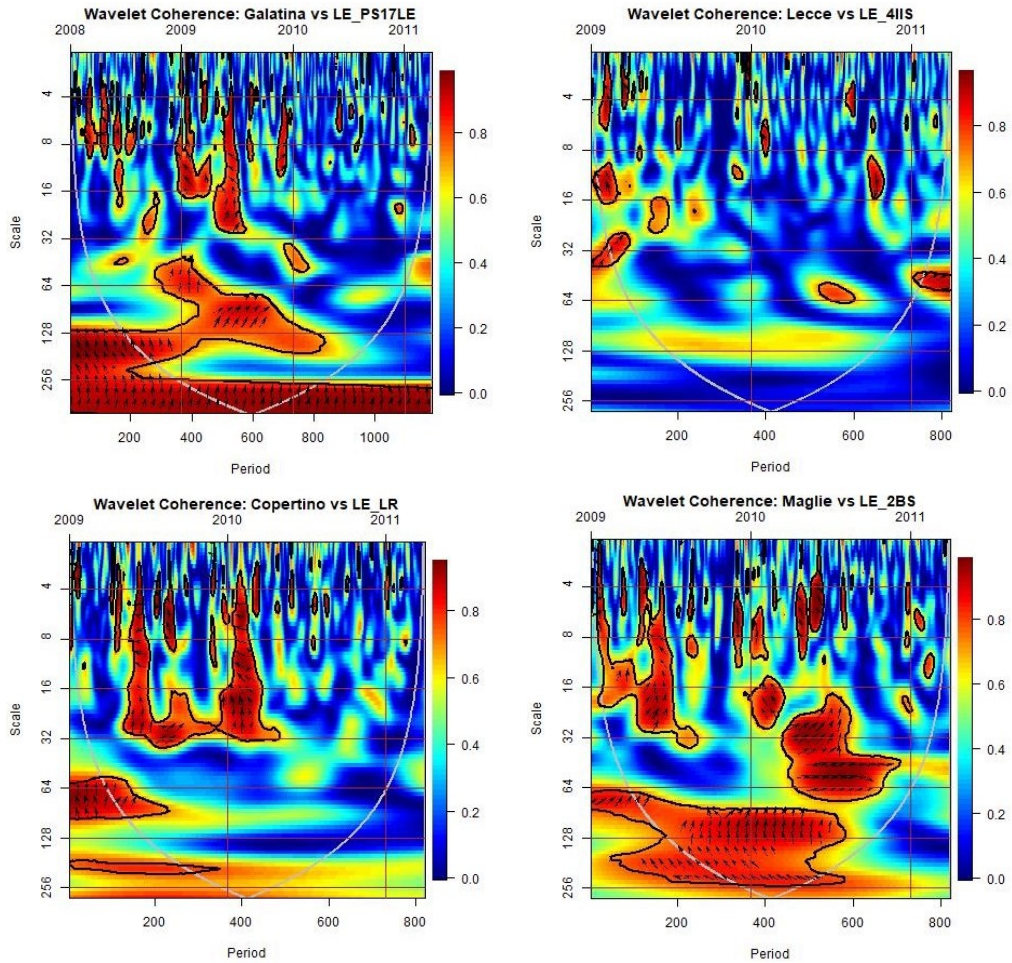 Wavelet Coherence: Galatina vs LE_PS17LE
2008 2009 2010 2011
Scale
4
8
16
32
64
128
256
0.8
0.6
0.4
0.2
0.0
200 400 600 800 1000
Period
Wavelet Coherence: Lecce vs LE_4IIS
2009 2010 2011
Scale
4
8
16
32
64
128
256
0.8
0.6
0.4
0.2
0.0
200 400 600 800
Period
Wavelet Coherence: Copertino vs LE_LR
2009 2010 2011
Scale
4
8
16
32
64
128
256
0.8
0.6
0.4
0.2
0.0
200 400 600 800
Period
Wavelet Coherence: Maglie vs LE_2BS
2009 2010 2011
Scale
4
8
16
32
64
128
256
0.8
0.6
0.4
0.2
0.0
200 400 600 800
Period